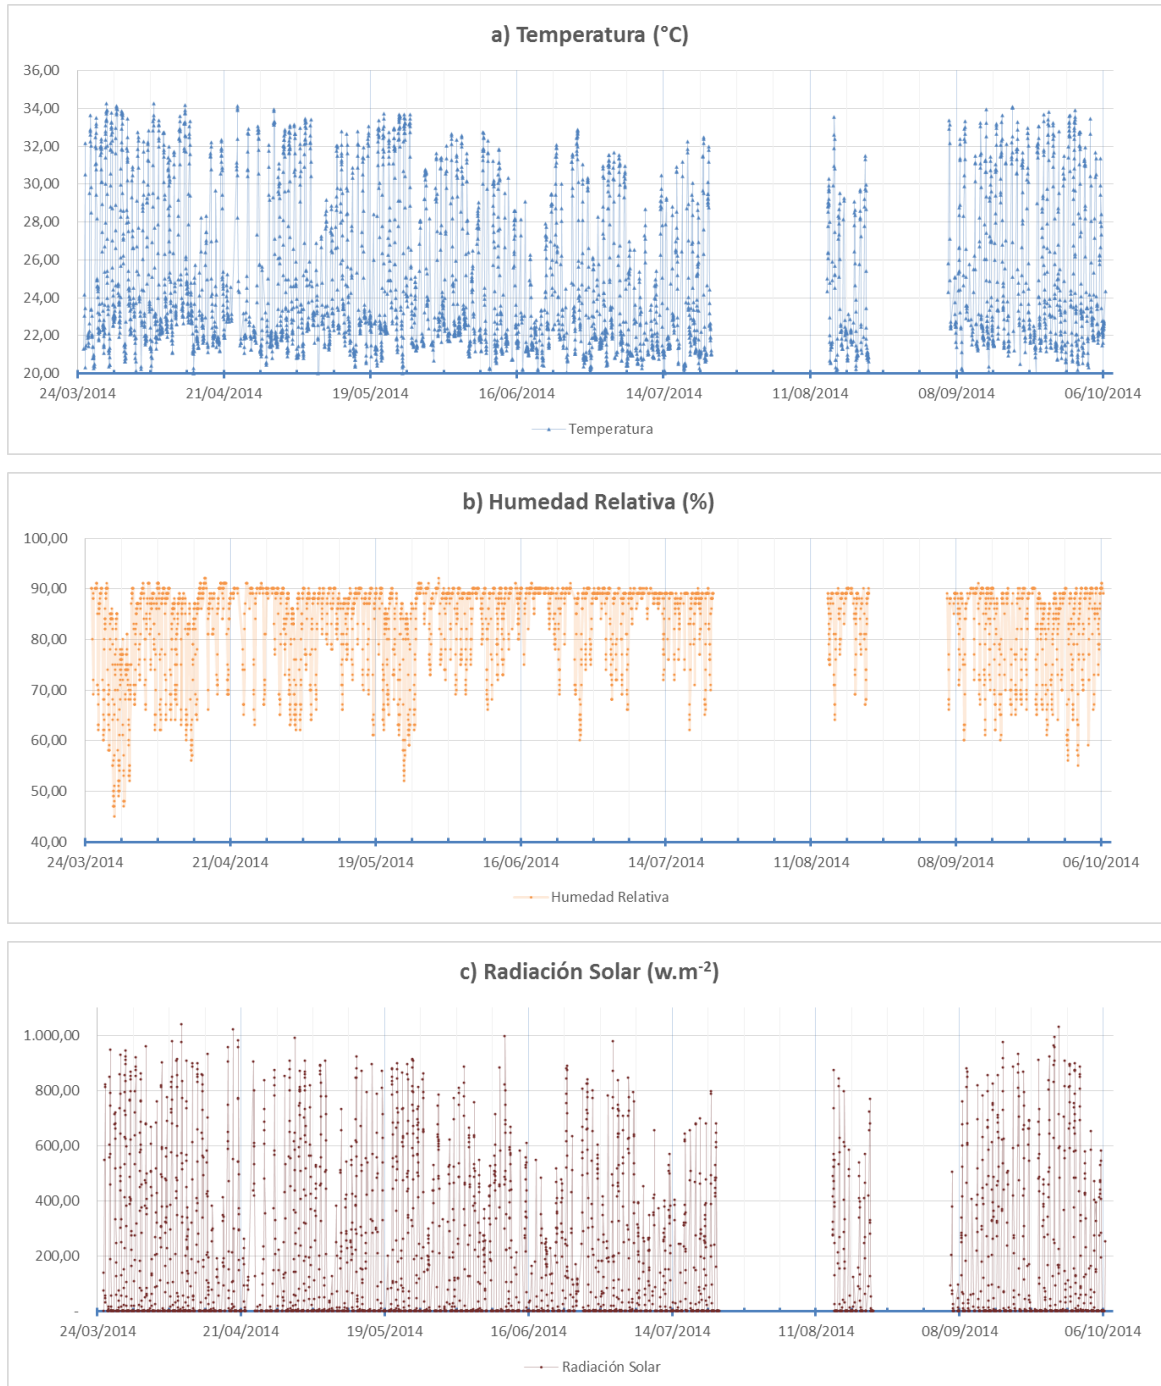 a) Temperatura (°C)
36,00
34,00
32,00
30,00
28,00
26,00
24,00
22,00
20,00
24/03/2014 21/04/2014 19/05/2014 16/06/2014 14/07/2014 11/08/2014 08/09/2014 06/10/2014
Temperatura
b) Humedad Relativa (%)
100,00
90,00
80,00
70,00
60,00
50,00
40,00
24/03/2014 21/04/2014 19/05/2014 16/06/2014 14/07/2014 11/08/2014 08/09/2014 06/10/2014
Humedad Relativa
c) Radiación Solar (w.m⁻²)
1.000,00
800,00
600,00
400,00
200,00
-
24/03/2014 21/04/2014 19/05/2014 16/06/2014 14/07/2014 11/08/2014 08/09/2014 06/10/2014
Radiación Solar